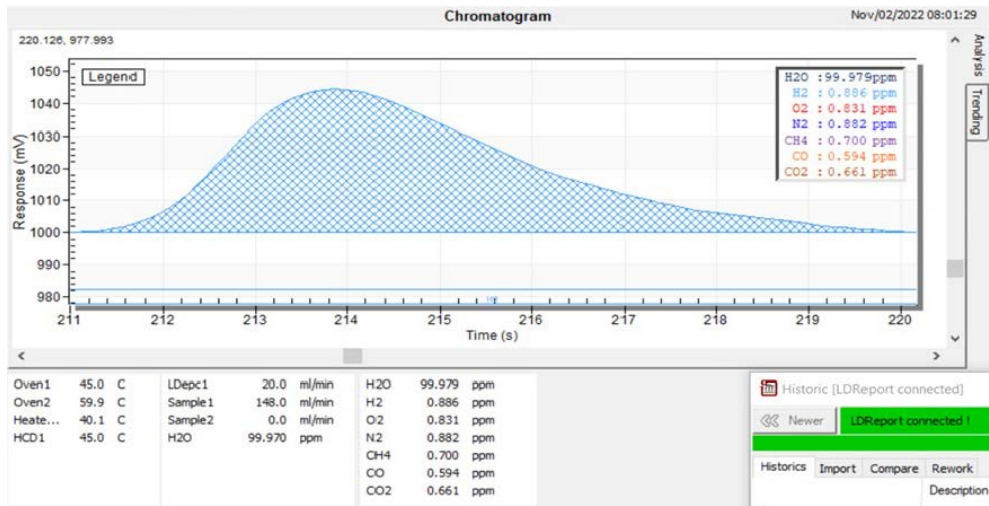 Chromatogram
Nov/02/2022 08:01:29
220.126, 977.993
Analysis
Trending
Legend
H2O :99.979ppm
H2 : 0.886 ppm
O2 : 0.831 ppm
N2 : 0.882 ppm
CH4 : 0.700 ppm
CO : 0.594 ppm
CO2 : 0.661 ppm
Response (mV)
1050
1040
1030
1020
1010
1000
990
980
H2
211 212 213 214 215 216 217 218 219 220
Time (s)
Oven1 45.0 C
Oven2 59.9 C
Heate... 40.1 C
HCD1 45.0 C
LDepc1 20.0 ml/min
Sample1 148.0 ml/min
Sample2 0.0 ml/min
H2O 99.970 ppm
H2O 99.979 ppm
H2 0.886 ppm
O2 0.831 ppm
N2 0.882 ppm
CH4 0.700 ppm
CO 0.594 ppm
CO2 0.661 ppm
Historic [LDReport connected]
Newer
LDReport connected !
Historics Import Compare Rework
Description